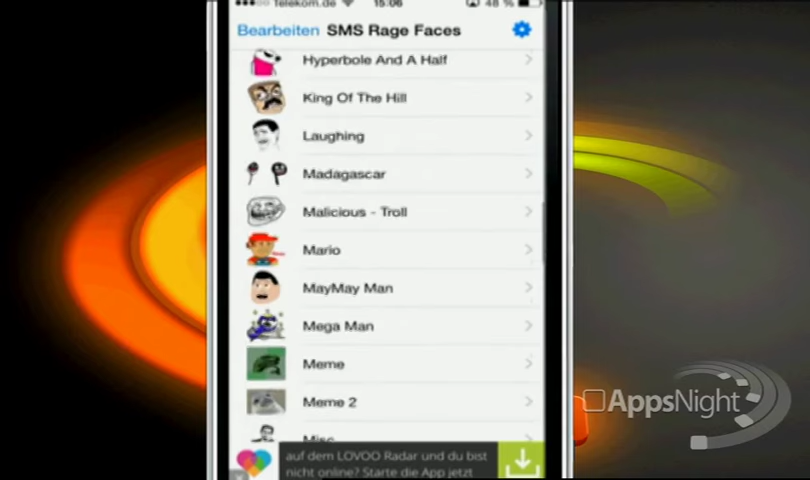 Telekom.de 15:06 48 %
Bearbeiten SMS Rage Faces
Hyperbole And A Half
King Of The Hill
Laughing
Madagascar
Malicious - Troll
Mario
MayMay Man
Mega Man
Meme
Meme 2
Misc
auf dem LOVOO Radar und du bist
nicht online? Starte die App jetzt
AppsNight